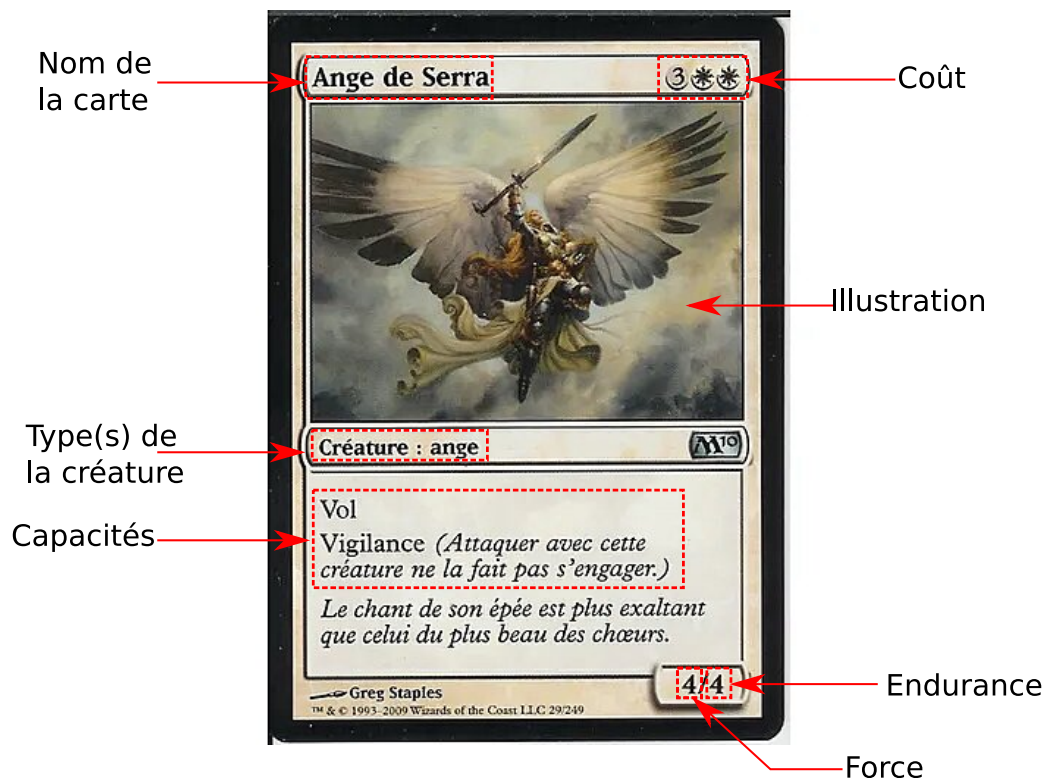 Nom de
la carte
Ange de Serra
3
Coût
Illustration
Type(s) de
la créature
Créature : ange
M10
Capacités
Vol
Vigilance (Attaquer avec cette
créature ne la fait pas s'engager.)
Le chant de son épée est plus exaltant
que celui du plus beau des chœurs.
4/4
Endurance
Greg Staples
™ & © 1993-2009 Wizards of the Coast LLC 29/249
Force